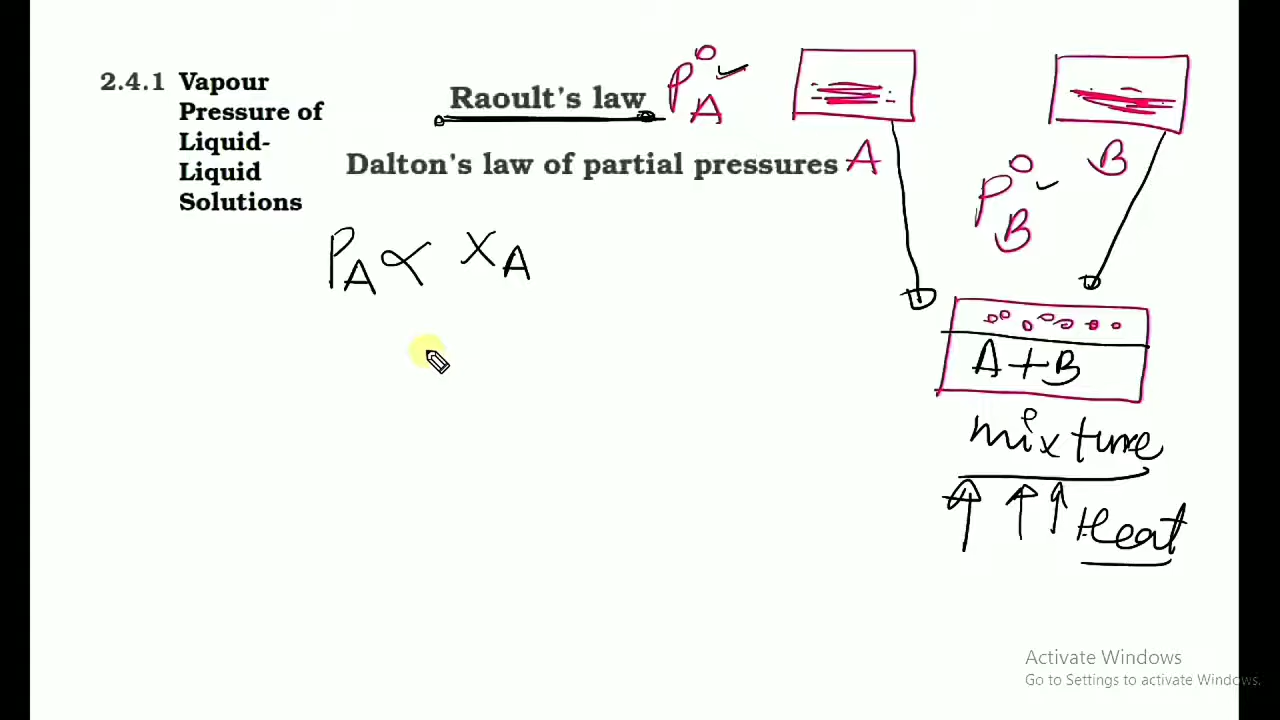 2.4.1 Vapour
Pressure of
Liquid-
Liquid
Solutions
Raoult's law
Dalton's law of partial pressures
P°A
A
P°B
B
PA ∝ XA
A+B
mixture
Heat
Activate Windows
Go to Settings to activate Windows.